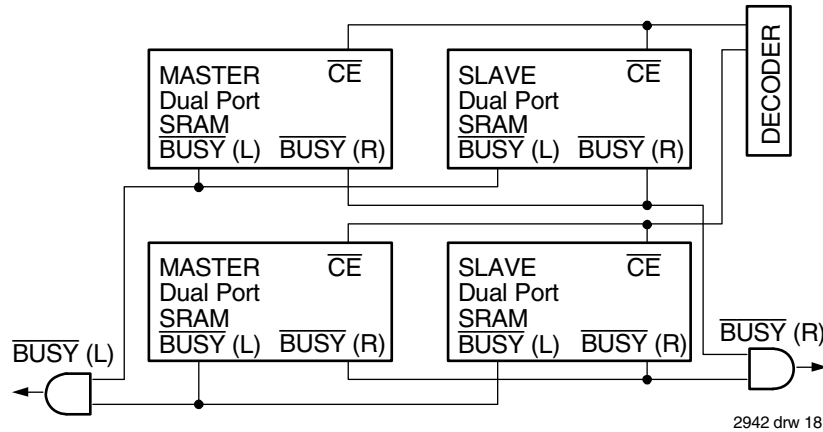 MASTER CE
Dual Port
SRAM
BUSY (L) BUSY (R)
SLAVE CE
Dual Port
SRAM
BUSY (L) BUSY (R)
DECODER
MASTER CE
Dual Port
SRAM
BUSY (L) BUSY (R)
SLAVE CE
Dual Port
SRAM
BUSY (L) BUSY (R)
BUSY (L)
BUSY (R)
2942 drw 18